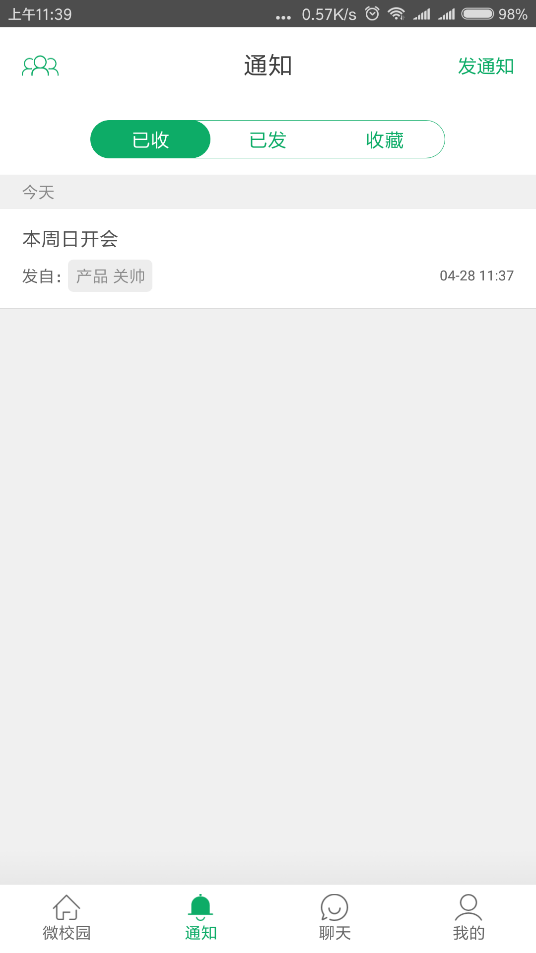 上午11:39 ... 0.57K/s 98%
通知 发通知
已收 已发 收藏
今天
本周日开会
发自: 产品 关帅 04-28 11:37
微校园 通知 聊天 我的